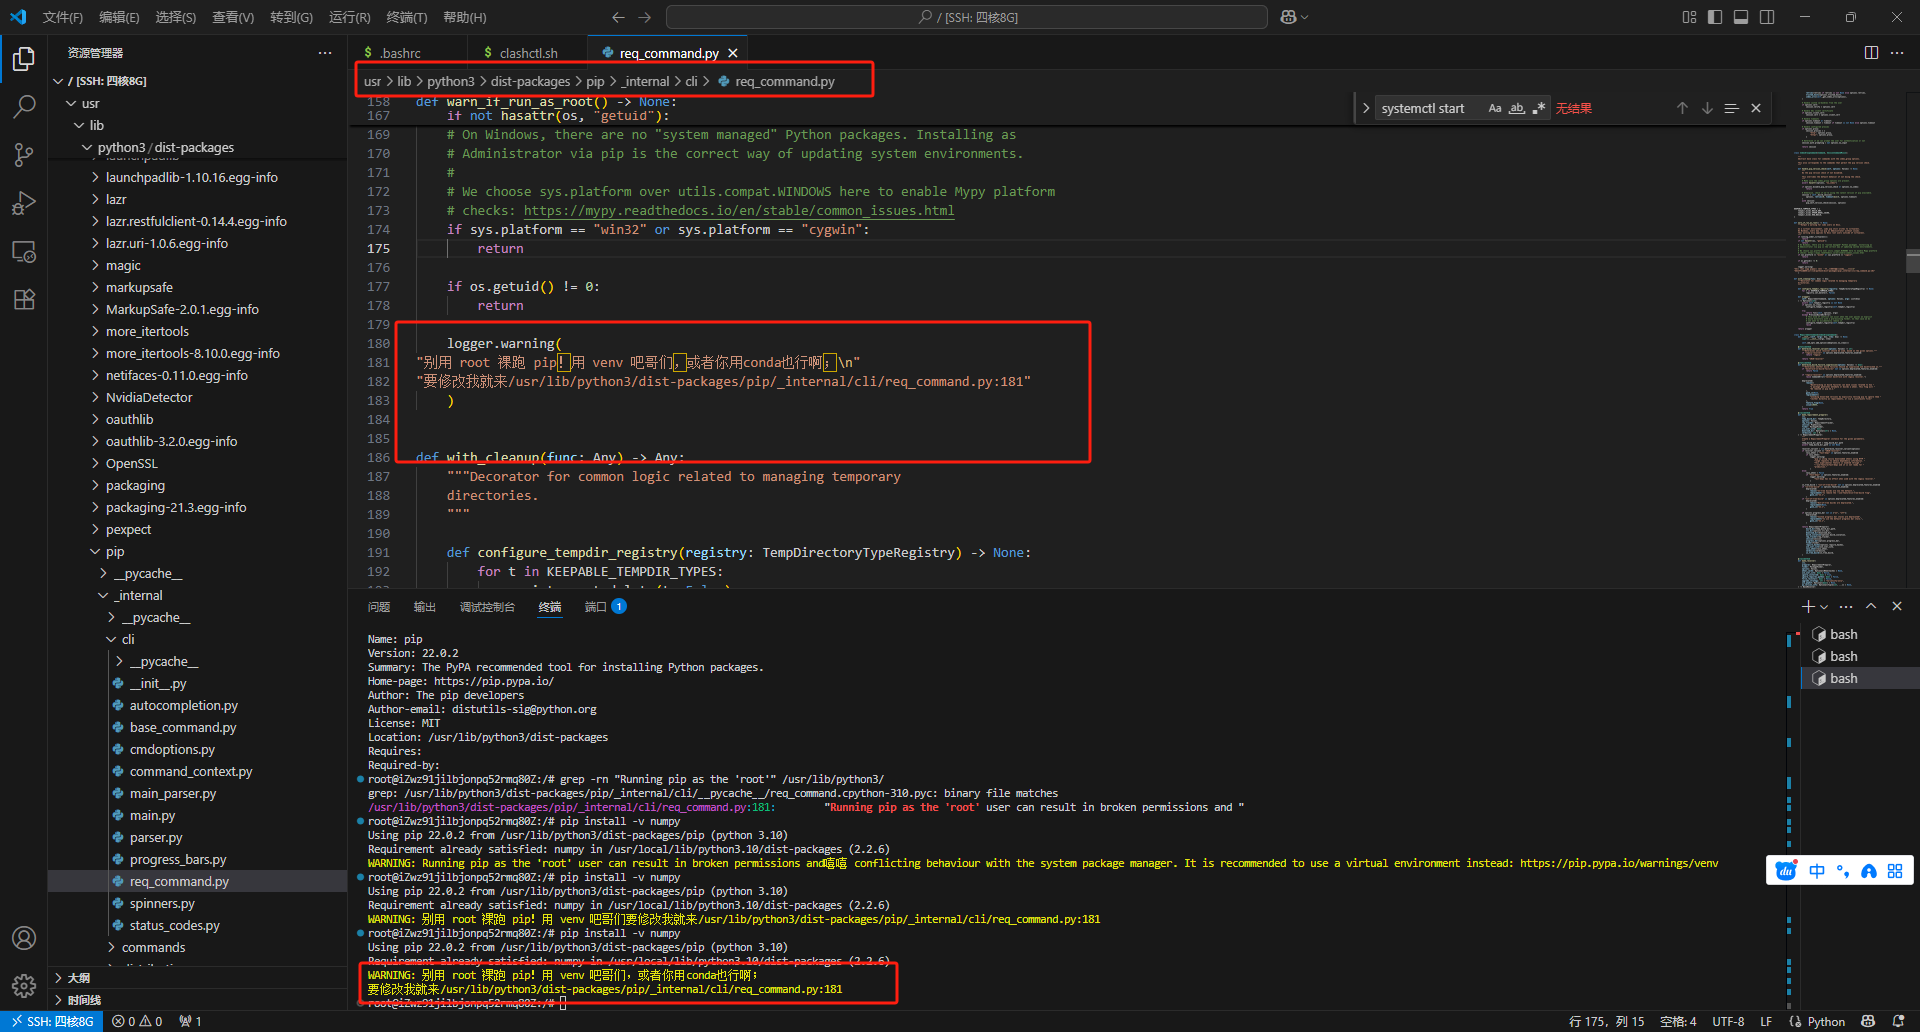 文件(F) 编辑(E) 选择(S) 查看(V) 转到(G) 运行(R) 终端(T) 帮助(H)
/ [SSH: 四核8G]
资源管理器
/ [SSH: 四核8G]
usr
lib
python3 / dist-packages
launchpadlib
launchpadlib-1.10.16.egg-info
lazr
lazr.restfulclient-0.14.4.egg-info
lazr.uri-1.0.6.egg-info
magic
markupsafe
MarkupSafe-2.0.1.egg-info
more_itertools
more_itertools-8.10.0.egg-info
netifaces-0.11.0.egg-info
NvidiaDetector
oauthlib
oauthlib-3.2.0.egg-info
OpenSSL
packaging
packaging-21.3.egg-info
pexpect
pip
__pycache__
_internal
__pycache__
cli
__pycache__
__init__.py
autocompletion.py
base_command.py
cmdoptions.py
command_context.py
main_parser.py
main.py
parser.py
progress_bars.py
req_command.py
spinners.py
status_codes.py
commands
大纲
时间线
.bashrc
clashctl.sh
req_command.py
usr > lib > python3 > dist-packages > pip > _internal > cli > req_command.py
systemctl start Aa ab .* 无结果
158 def warn_if_run_as_root() -> None:
167 if not hasattr(os, "getuid"):
169 # On Windows, there are no "system managed" Python packages. Installing as
170 # Administrator via pip is the correct way of updating system environments.
171 #
172 # We choose sys.platform over utils.compat.WINDOWS here to enable Mypy platform
173 # checks: https://mypy.readthedocs.io/en/stable/common_issues.html
174 if sys.platform == "win32" or sys.platform == "cygwin":
175 return
176
177 if os.getuid() != 0:
178 return
179
180 logger.warning(
181 "别用 root 裸跑 pip！用 venv 吧哥们，或者你用conda也行啊；\n"
182 "要修改我就来/usr/lib/python3/dist-packages/pip/_internal/cli/req_command.py:181"
183 )
184
185
186 def with_cleanup(func: Any) -> Any:
187 """Decorator for common logic related to managing temporary
188 directories.
189 """
190
191 def configure_tempdir_registry(registry: TempDirectoryTypeRegistry) -> None:
192 for t in KEEPABLE_TEMPDIR_TYPES:
问题 输出 调试控制台 终端 端口 1
Name: pip
Version: 22.0.2
Summary: The PyPA recommended tool for installing Python packages.
Home-page: https://pip.pypa.io/
Author: The pip developers
Author-email: distutils-sig@python.org
License: MIT
Location: /usr/lib/python3/dist-packages
Requires:
Required-by:
root@iZwz91jilbjonpq52rmq80Z:/# grep -rn "Running pip as the 'root'" /usr/lib/python3/
grep: /usr/lib/python3/dist-packages/pip/_internal/cli/__pycache__/req_command.cpython-310.pyc: binary file matches
/usr/lib/python3/dist-packages/pip/_internal/cli/req_command.py:181: "Running pip as the 'root' user can result in broken permissions and "
root@iZwz91jilbjonpq52rmq80Z:/# pip install -v numpy
Using pip 22.0.2 from /usr/lib/python3/dist-packages/pip (python 3.10)
Requirement already satisfied: numpy in /usr/lib/python3.10/dist-packages (2.2.6)
WARNING: Running pip as the 'root' user can result in broken permissions and嘻嘻 conflicting behaviour with the system package manager. It is recommended to use a virtual environment instead: https://pip.pypa.io/warnings/venv
root@iZwz91jilbjonpq52rmq80Z:/# pip install -v numpy
Using pip 22.0.2 from /usr/lib/python3/dist-packages/pip (python 3.10)
Requirement already satisfied: numpy in /usr/lib/python3.10/dist-packages (2.2.6)
WARNING: 别用 root 裸跑 pip！用 venv 吧哥们要修改我就来/usr/lib/python3/dist-packages/pip/_internal/cli/req_command.py:181
root@iZwz91jilbjonpq52rmq80Z:/# pip install -v numpy
Using pip 22.0.2 from /usr/lib/python3/dist-packages/pip (python 3.10)
Requirement already satisfied: numpy in /usr/lib/python3.10/dist-packages (2.2.6)
WARNING: 别用 root 裸跑 pip！用 venv 吧哥们，或者你用conda也行啊；
要修改我就来/usr/lib/python3/dist-packages/pip/_internal/cli/req_command.py:181
root@iZwz91jilbjonpq52rmq80Z:/#
bash
bash
bash
du 中
SSH: 四核8G 0 0 1
行 175，列 15 空格: 4 UTF-8 LF Python